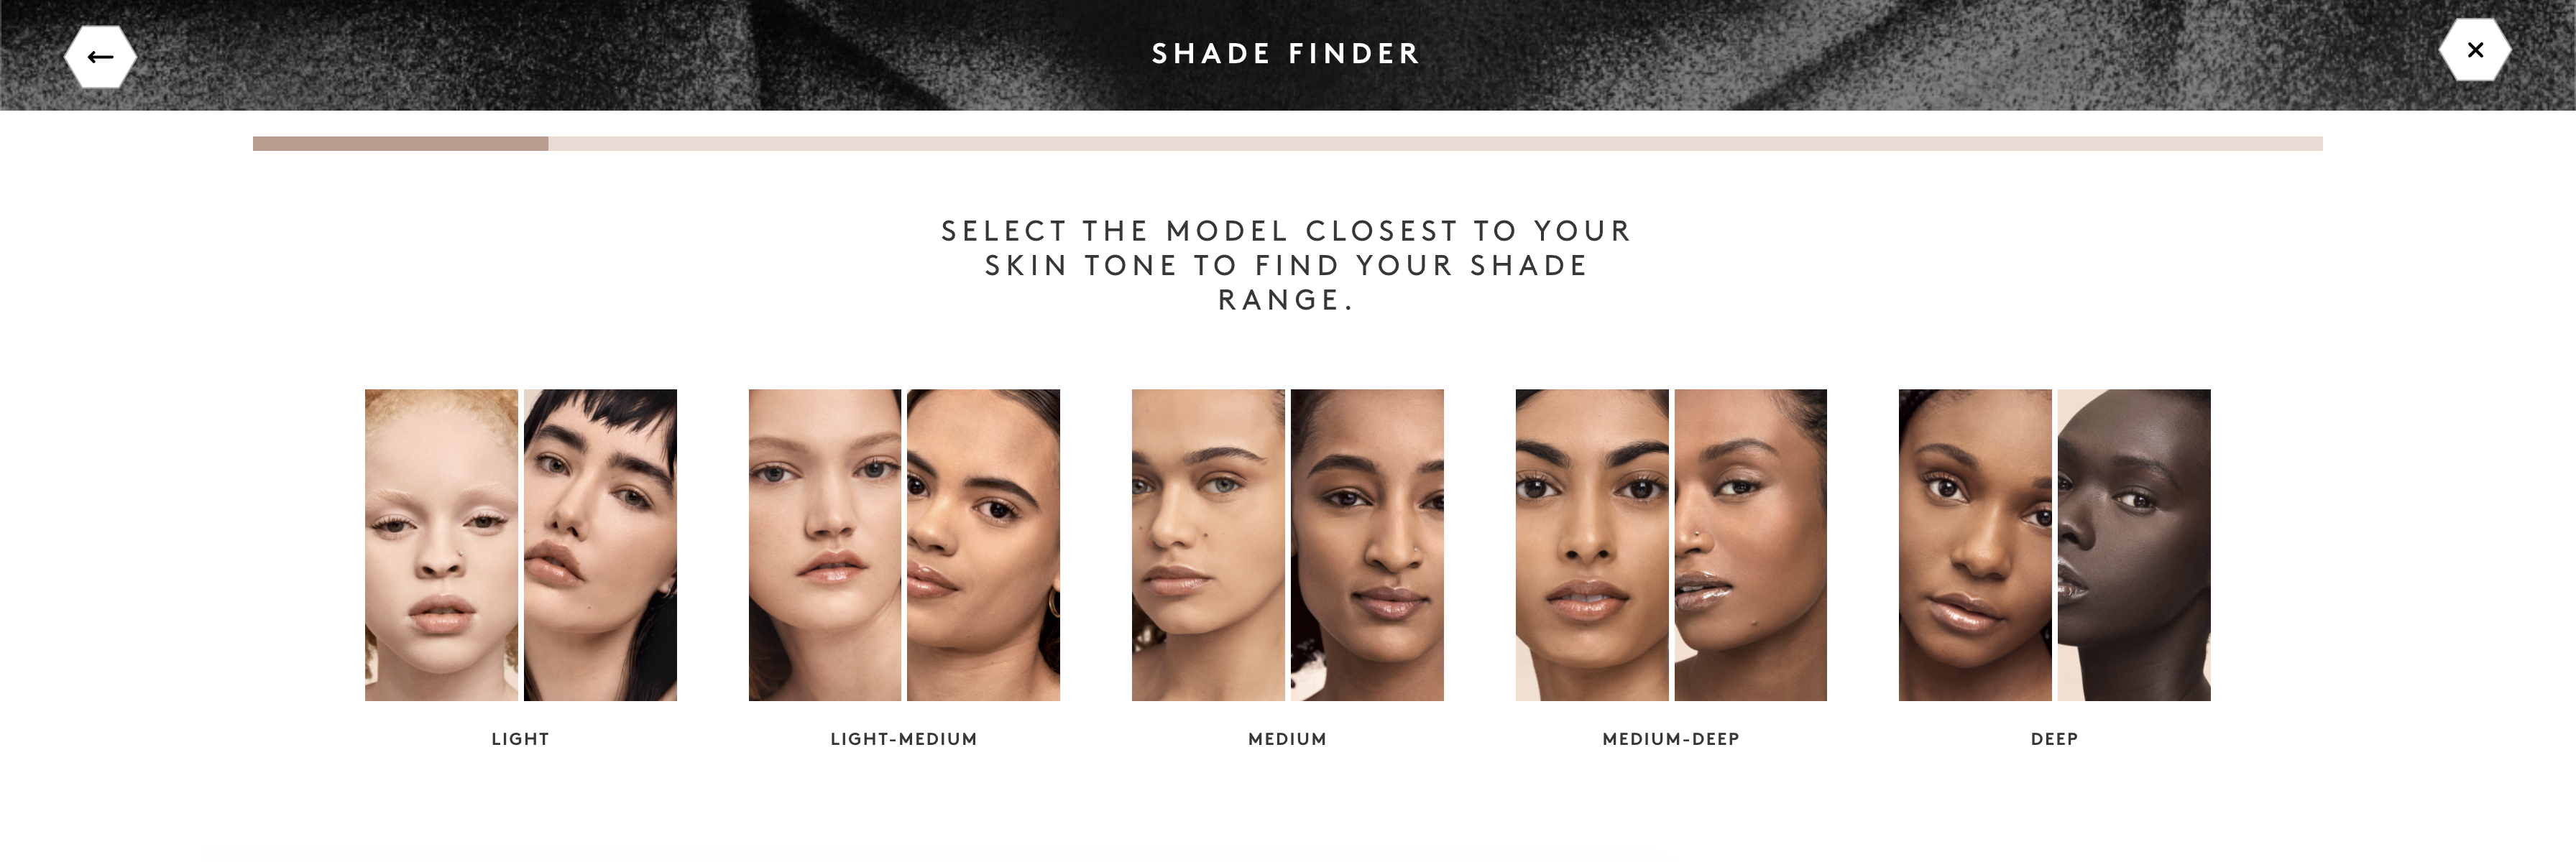 SHADE FINDER
SELECT THE MODEL CLOSEST TO YOUR
SKIN TONE TO FIND YOUR SHADE
RANGE.
LIGHT
LIGHT-MEDIUM
MEDIUM
MEDIUM-DEEP
DEEP